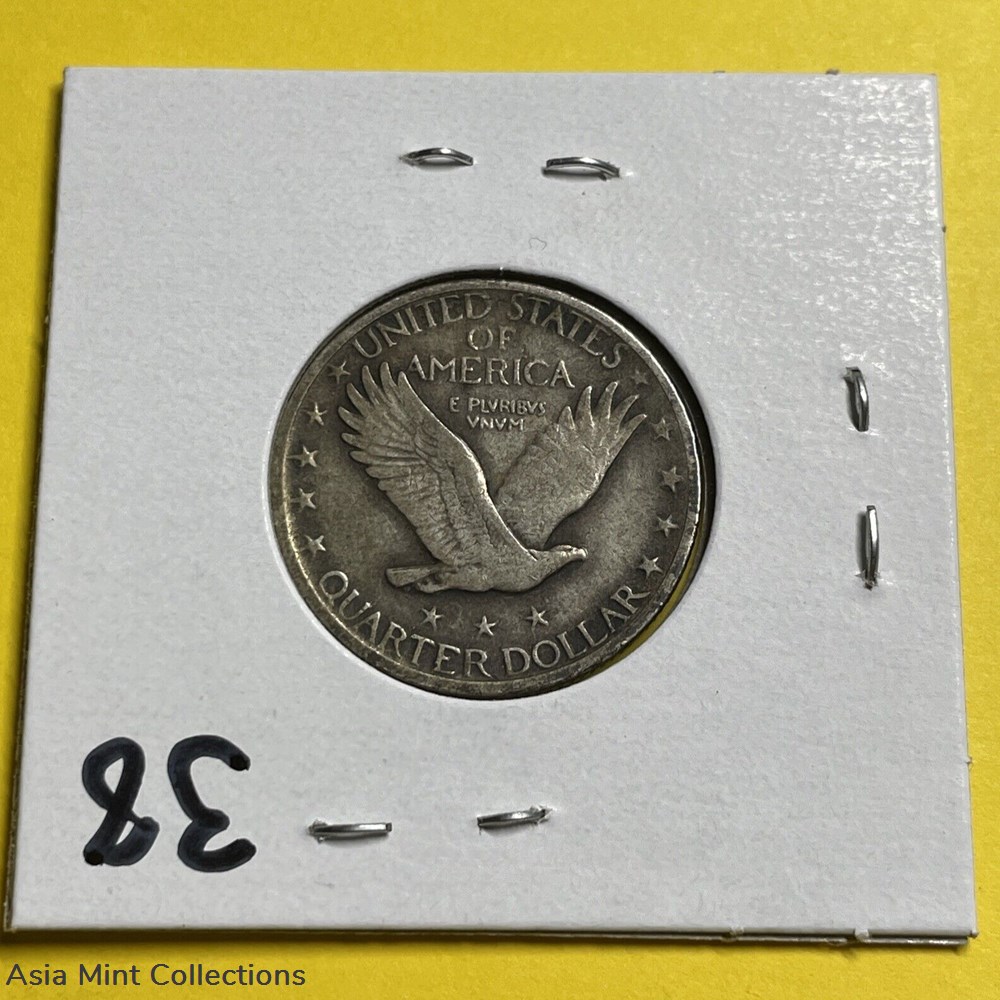 UNITED STATES
OF
AMERICA
E PLVRIBVS
VNVM
QUARTER DOLLAR
38
Asia Mint Collections